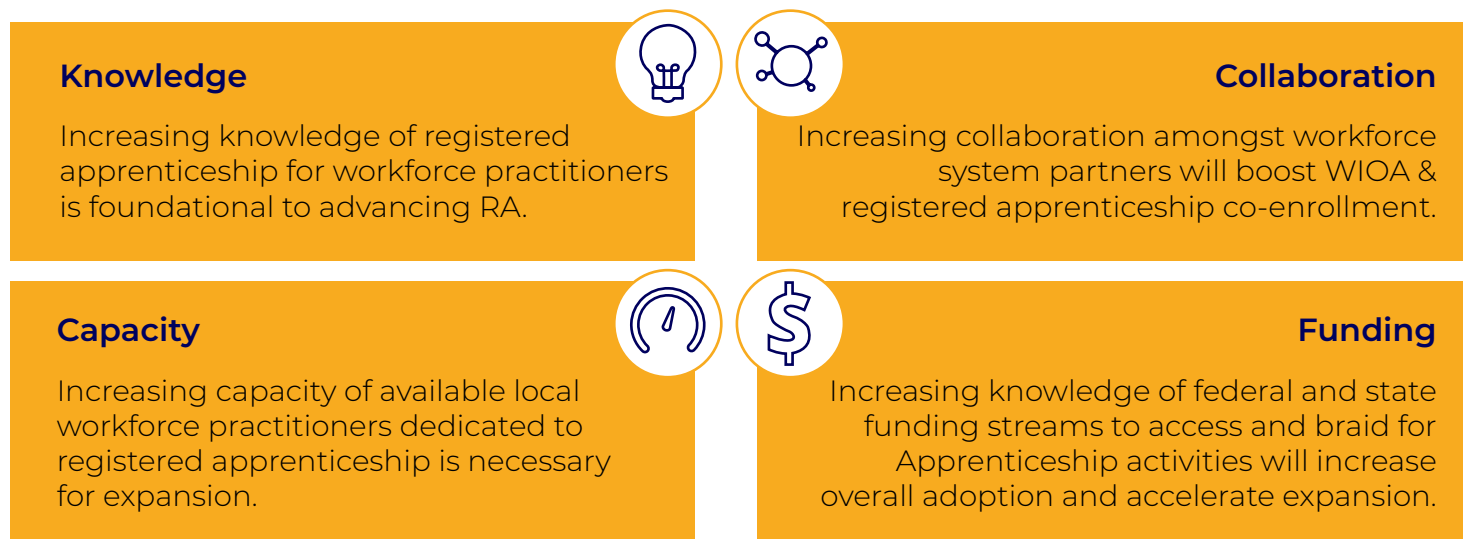 Knowledge
Increasing knowledge of registered
apprenticeship for workforce practitioners
is foundational to advancing RA.
Collaboration
Increasing collaboration amongst workforce
system partners will boost WIOA &
registered apprenticeship co-enrollment.
Capacity
Increasing capacity of available local
workforce practitioners dedicated to
registered apprenticeship is necessary
for expansion.
$
Funding
Increasing knowledge of federal and state
funding streams to access and braid for
Apprenticeship activities will increase
overall adoption and accelerate expansion.